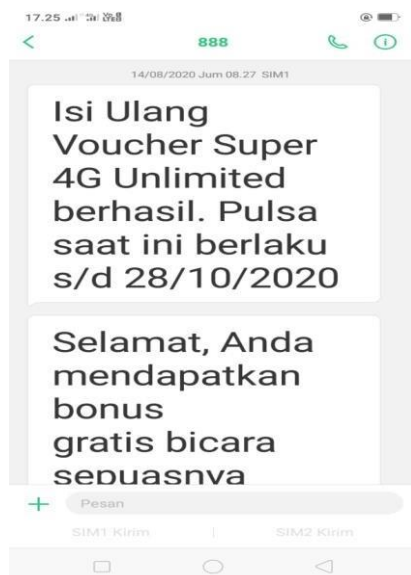 17.25
888
14/08/2020 Jum 08.27 SIM1
Isi Ulang
Voucher Super
4G Unlimited
berhasil. Pulsa
saat ini berlaku
s/d 28/10/2020
Selamat, Anda
mendapatkan
bonus
gratis bicara
sepuasnya
Pesan
SIM1 Kirim
SIM2 Kirim